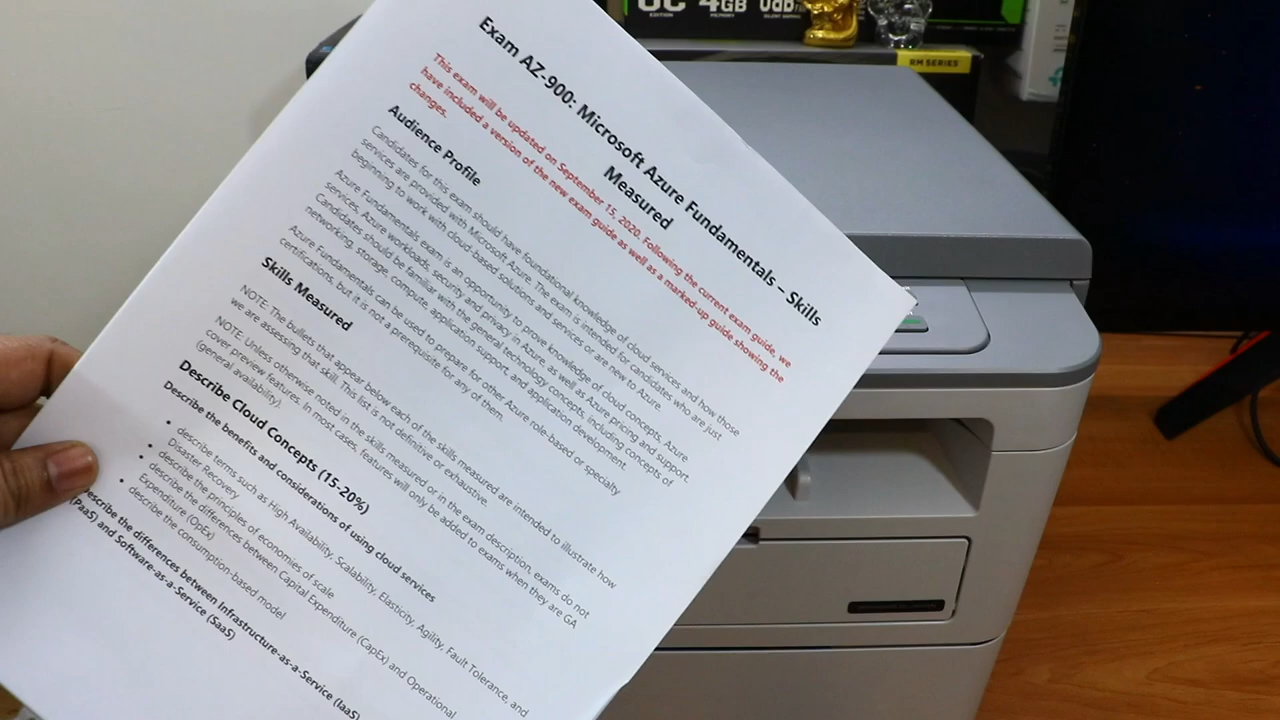 4GB
EDITION
MEMORY
RM SERIES
Exam AZ-900: Microsoft Azure Fundamentals – Skills
Measured
This exam will be updated on September 15, 2020. Following the current exam guide, we
have included a version of the new exam guide as well as a marked-up guide showing the
changes.
Audience Profile
Candidates for this exam should have foundational knowledge of cloud services and how those
services are provided with Microsoft Azure. The exam is intended for candidates who are just
beginning to work with cloud-based solutions and services or are new to Azure.
Azure Fundamentals exam is an opportunity to prove knowledge of cloud concepts, Azure
services, Azure workloads, security and privacy in Azure, as well as Azure pricing and support.
Candidates should be familiar with the general technology concepts, including concepts of
networking, storage, compute, application support, and application development.
Azure Fundamentals can be used to prepare for other Azure role-based or specialty
certifications, but it is not a prerequisite for any of them.
Skills Measured
NOTE: The bullets that appear below each of the skills measured are intended to illustrate how
we are assessing that skill. This list is not definitive or exhaustive.
NOTE: Unless otherwise noted in the skills measured or in the exam description, exams do not
cover preview features. In most cases, features will only be added to exams when they are GA
(general availability).
Describe Cloud Concepts (15-20%)
Describe the benefits and considerations of using cloud services
• describe terms such as High Availability, Scalability, Elasticity, Agility, Fault Tolerance, and
Disaster Recovery
• describe the principles of economies of scale
• describe the differences between Capital Expenditure (CapEx) and Operational
Expenditure (OpEx)
• describe the consumption-based model
Describe the differences between Infrastructure-as-a-Service (IaaS)
(PaaS) and Software-as-a-Service (SaaS)